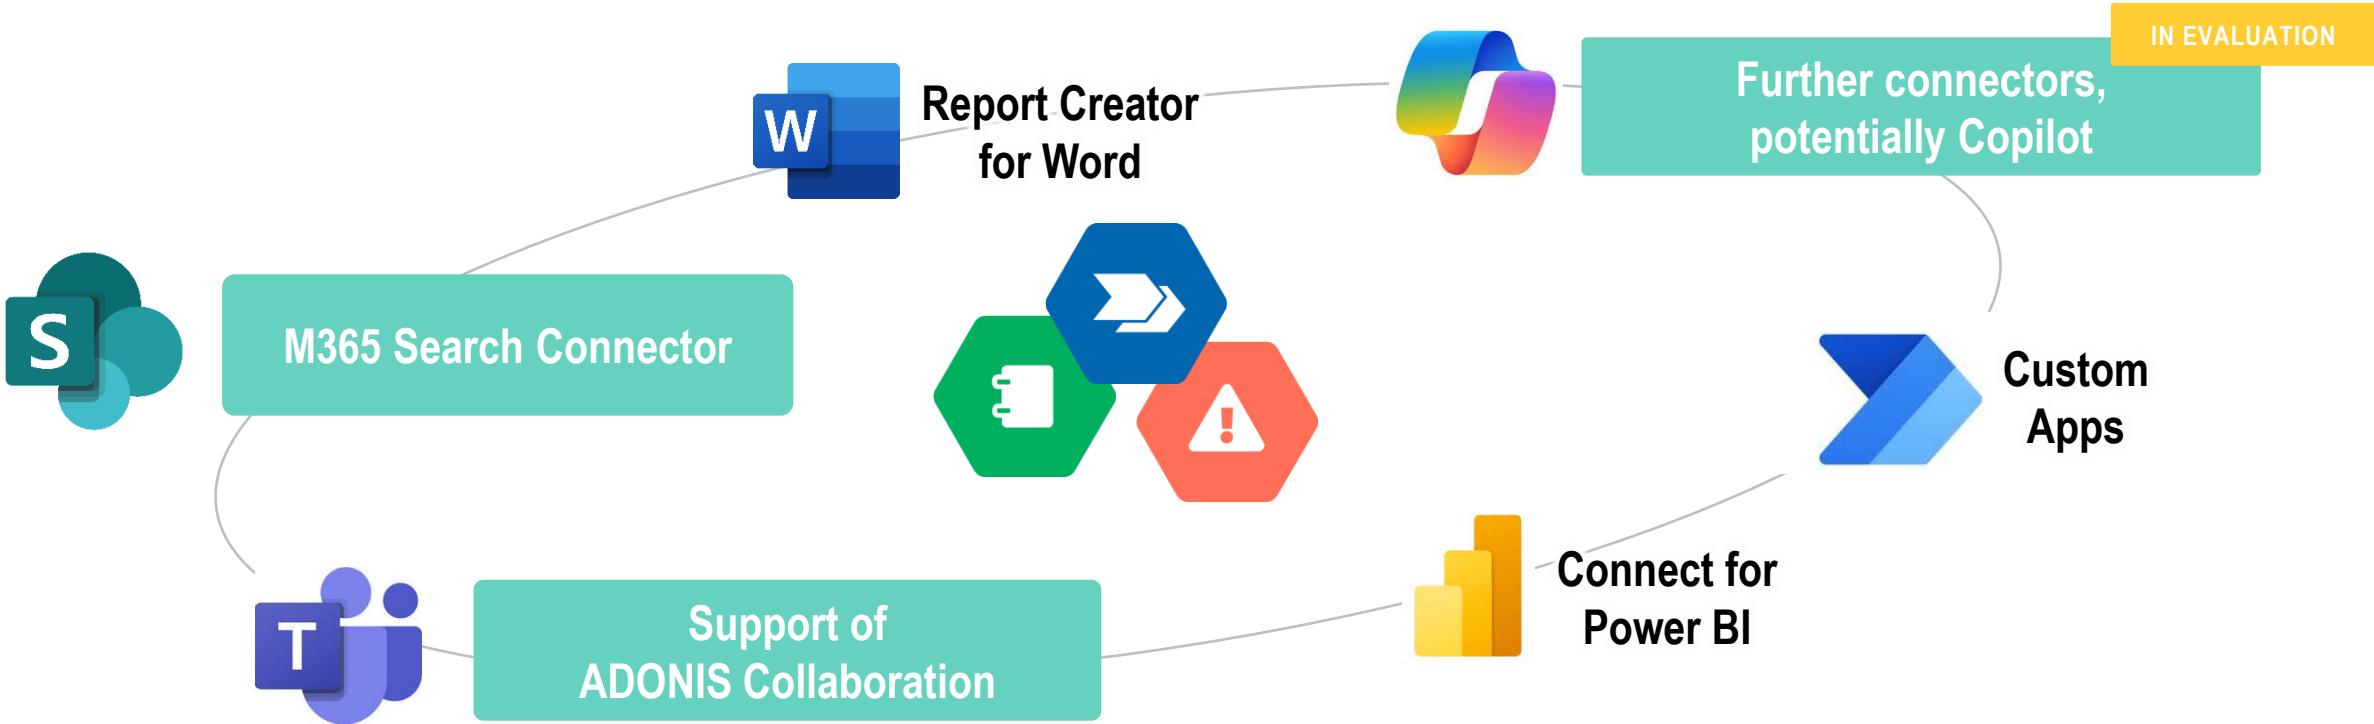 IN EVALUATION
Further connectors,
potentially Copilot
W
Report Creator
for Word
S
M365 Search Connector
Custom
Apps
Connect for
Power BI
T
Support of
ADONIS Collaboration